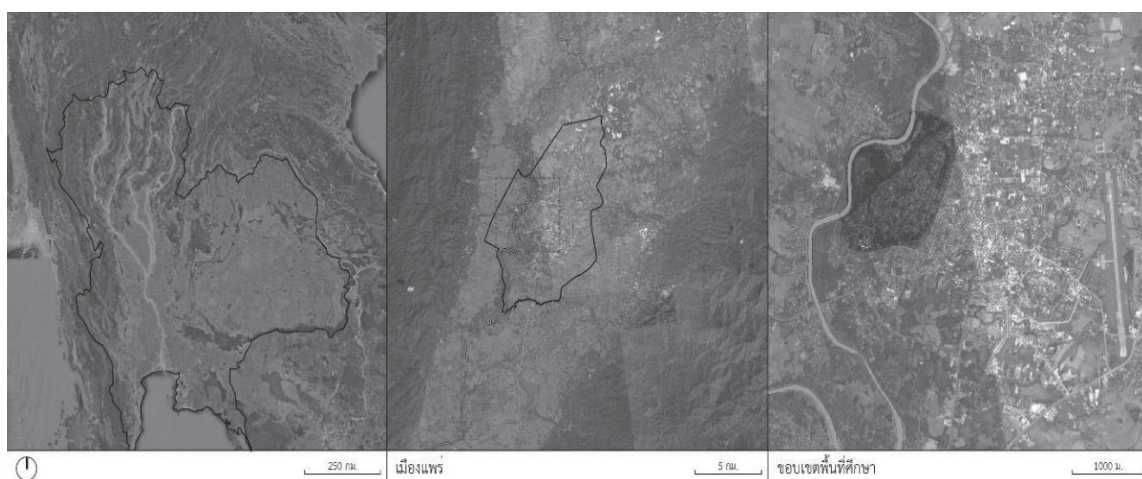 250 กม.
เมืองแพร่
5 กม.
ขอบเขตพื้นที่ศึกษา
1000 ม.